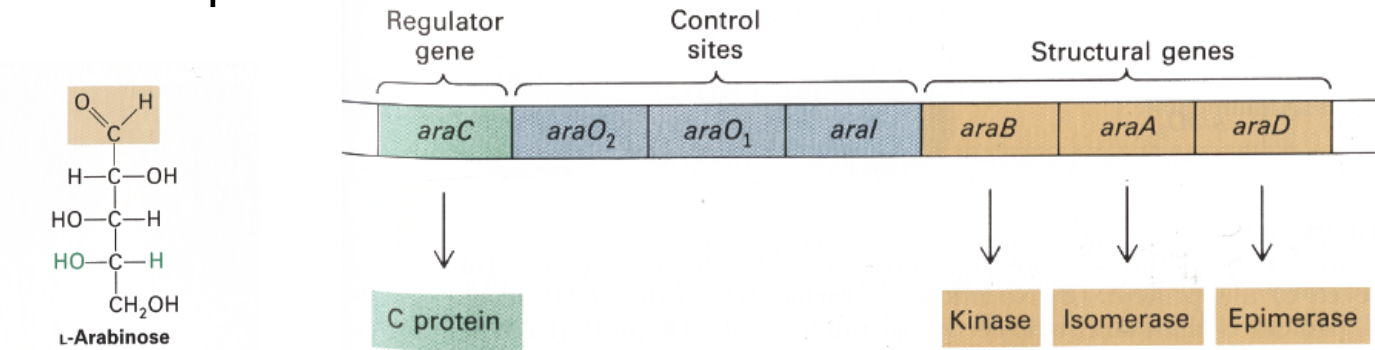 Regulator
gene
Control
sites
Structural genes
araC
araO₂
araO₁
araI
araB
araA
araD
C protein
Kinase
Isomerase
Epimerase
O H
C
H—C—OH
HO—C—H
HO—C—H
CH₂OH
L-Arabinose